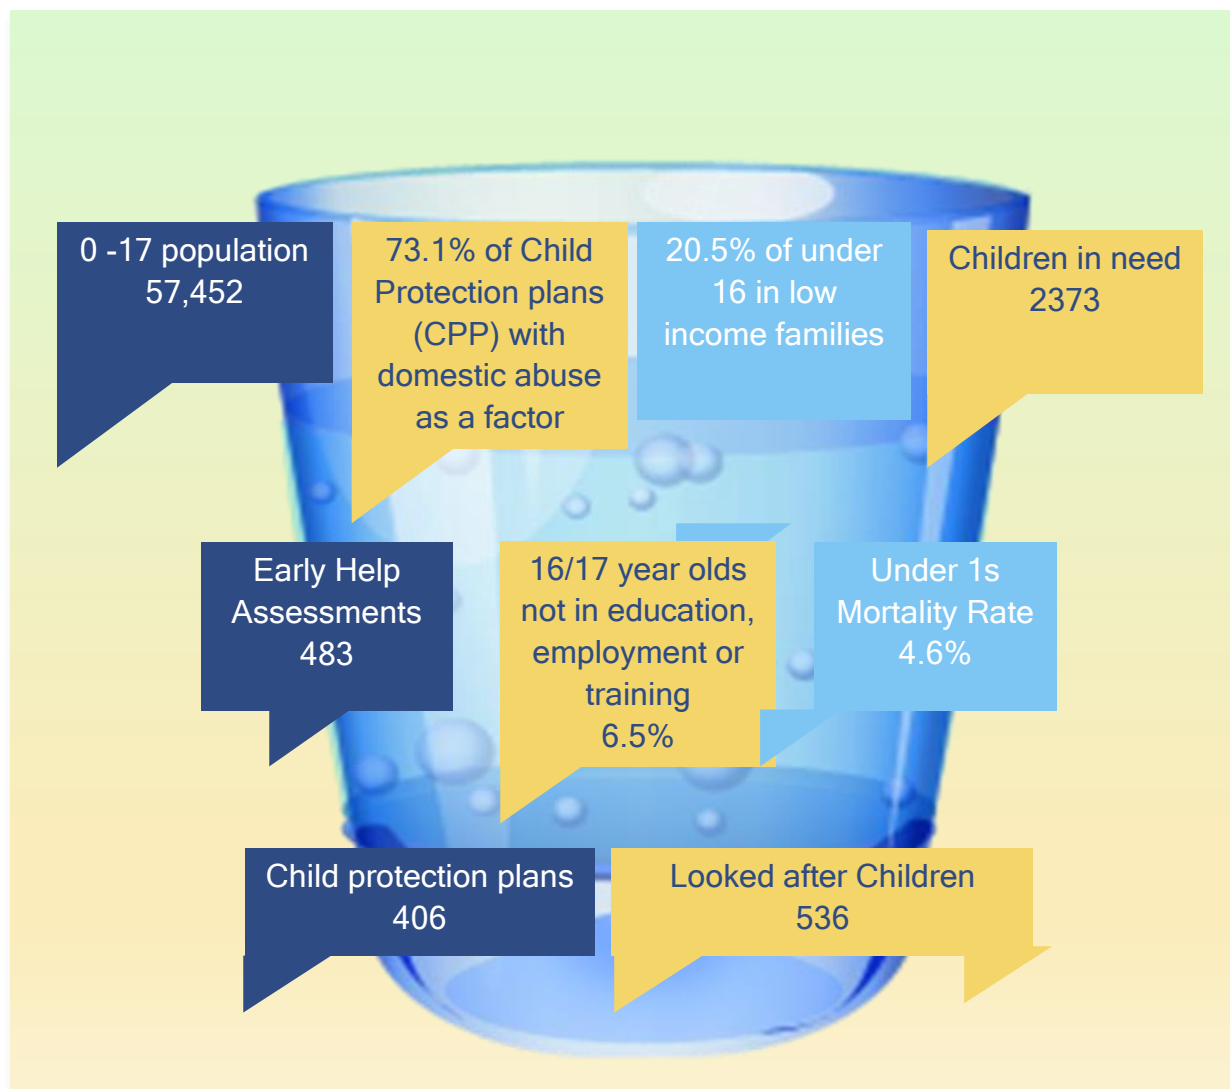 0 -17 population
57,452
73.1% of Child
Protection plans
(CPP) with
domestic abuse
as a factor
20.5% of under
16 in low
income families
Children in need
2373
Early Help
Assessments
483
16/17 year olds
not in education,
employment or
training
6.5%
Under 1s
Mortality Rate
4.6%
Child protection plans
406
Looked after Children
536